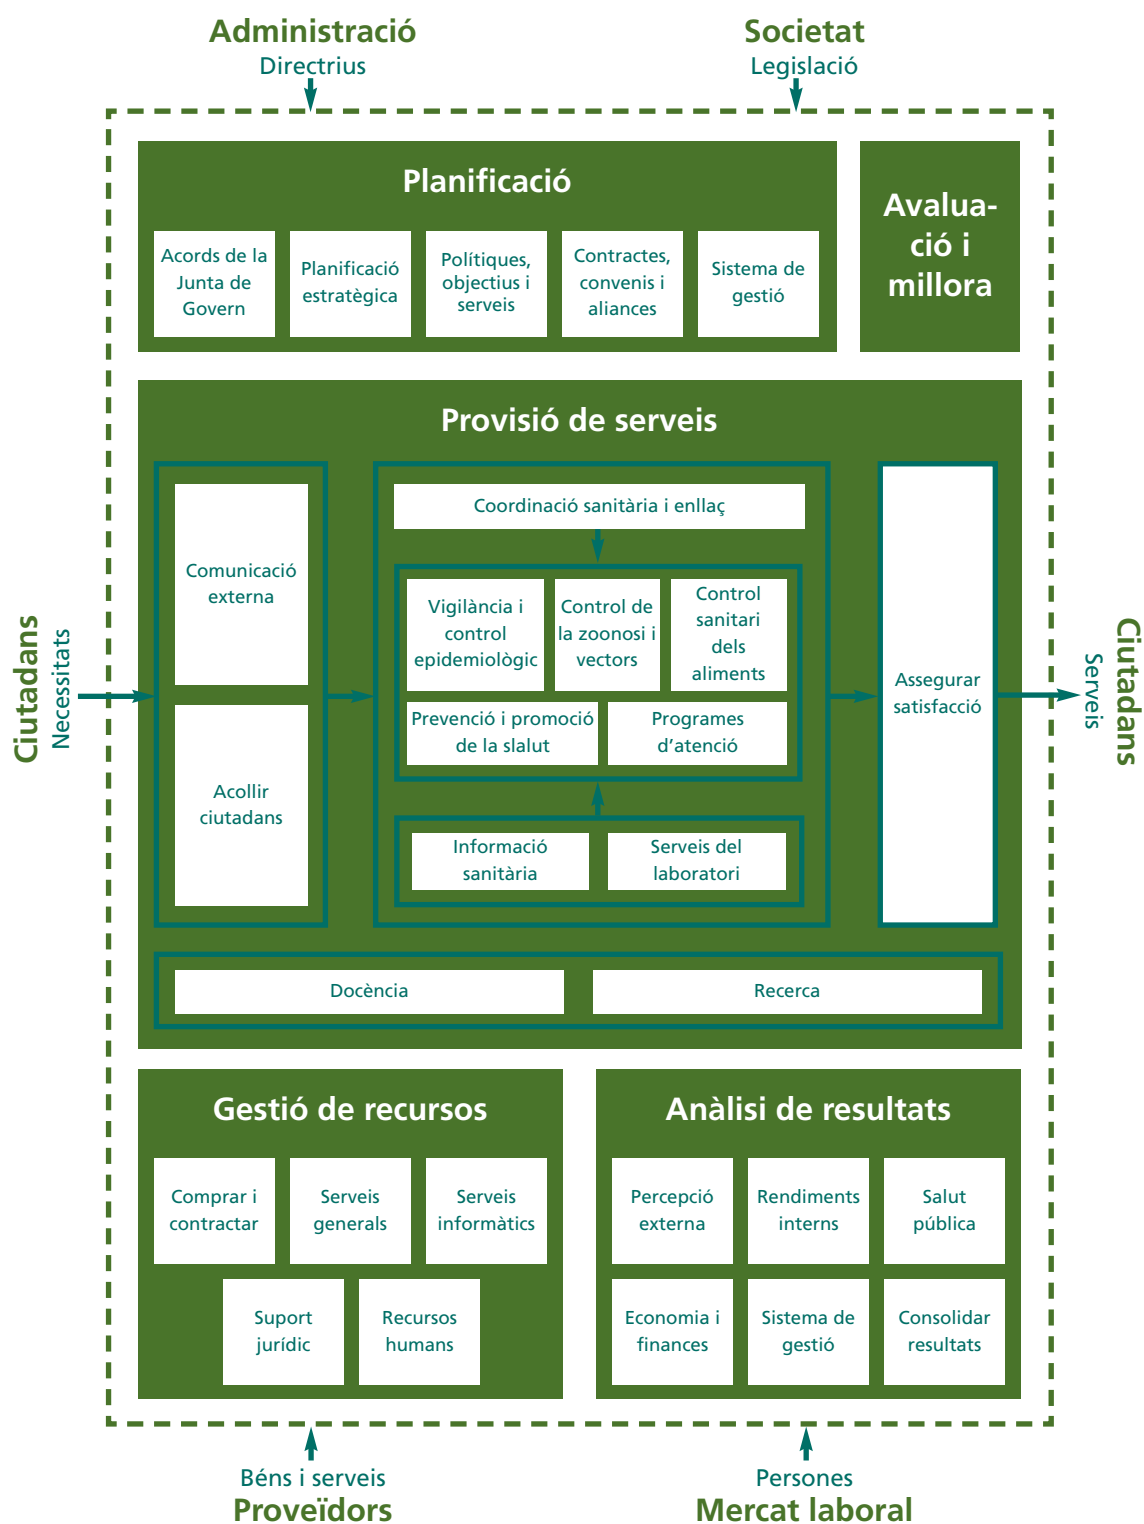 Administració
Directrius
Societat
Legislació
Planificació
Acords de la
Junta de
Govern
Planificació
estratègica
Polítiques,
objectius i
serveis
Contractes,
convenis i
aliances
Sistema de
gestió
Avalua-
ció i
millora
Provisió de serveis
Ciutadans
Necessitats
Comunicació
externa
Acollir
ciutadans
Coordinació sanitària i enllaç
Vigilància i
control
epidemiològic
Control de
la zoonosi i
vectors
Control
sanitari
dels
aliments
Prevenció i promoció
de la slalut
Programes
d’atenció
Informació
sanitària
Serveis del
laboratori
Assegurar
satisfacció
Serveis
Ciutadans
Docència
Recerca
Gestió de recursos
Comprar i
contractar
Serveis
generals
Serveis
informàtics
Suport
jurídic
Recursos
humans
Anàlisi de resultats
Percepció
externa
Rendiments
interns
Salut
pública
Economia i
finances
Sistema de
gestió
Consolidar
resultats
Béns i serveis
Proveïdors
Persones
Mercat laboral